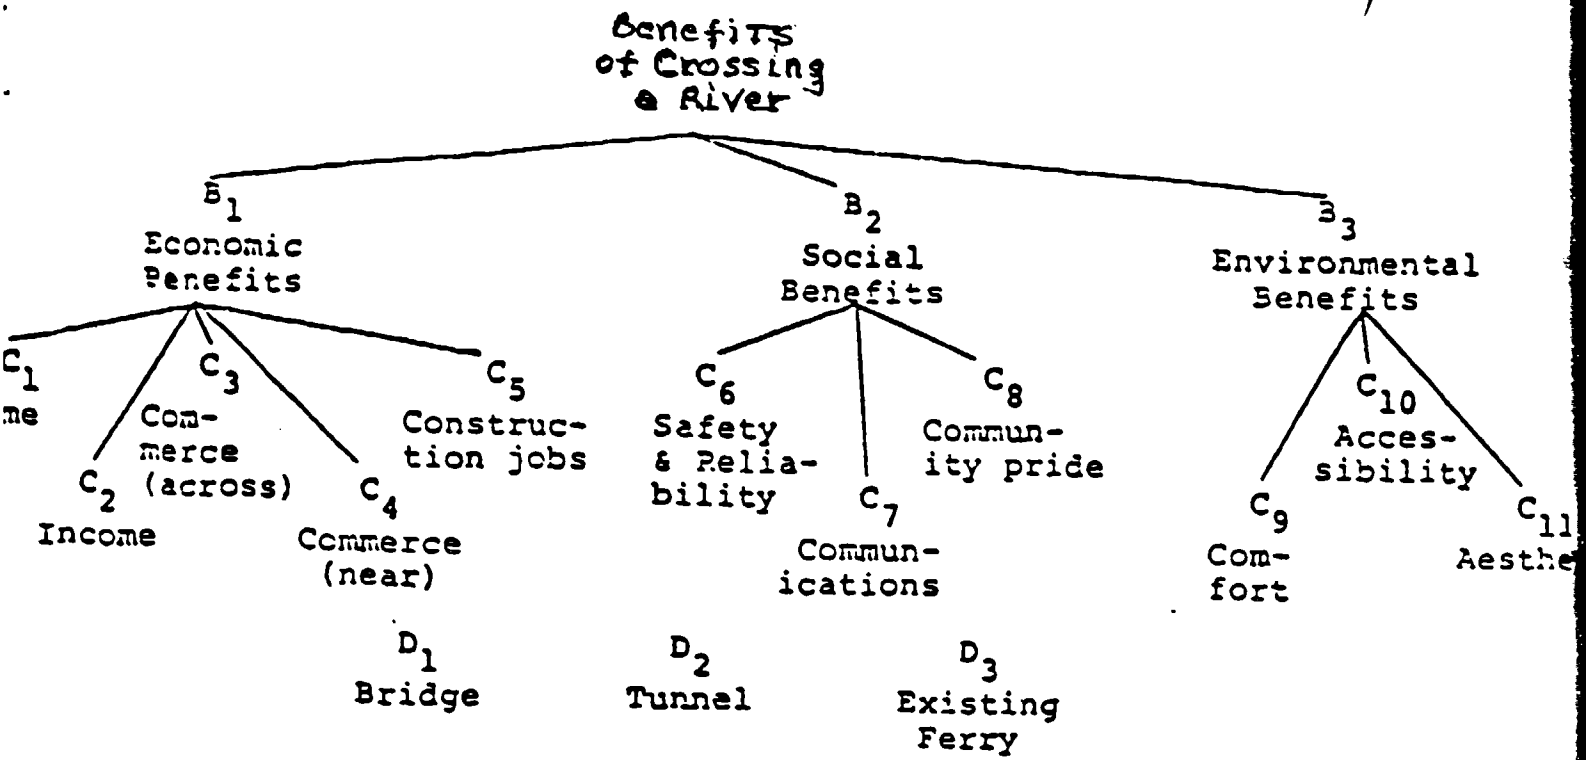 Benefits
of Crossing
a River
B1
Economic
Benefits
B2
Social
Benefits
B3
Environmental
Benefits
C1
me
C2
Income
C3
Com-
merce
(across)
C4
Commerce
(near)
C5
Construc-
tion jobs
C6
Safety
& Relia-
bility
C7
Commun-
ications
C8
Commun-
ity pride
C9
Com-
fort
C10
Acces-
sibility
C11
Aesthe
D1
Bridge
D2
Tunnel
D3
Existing
Ferry